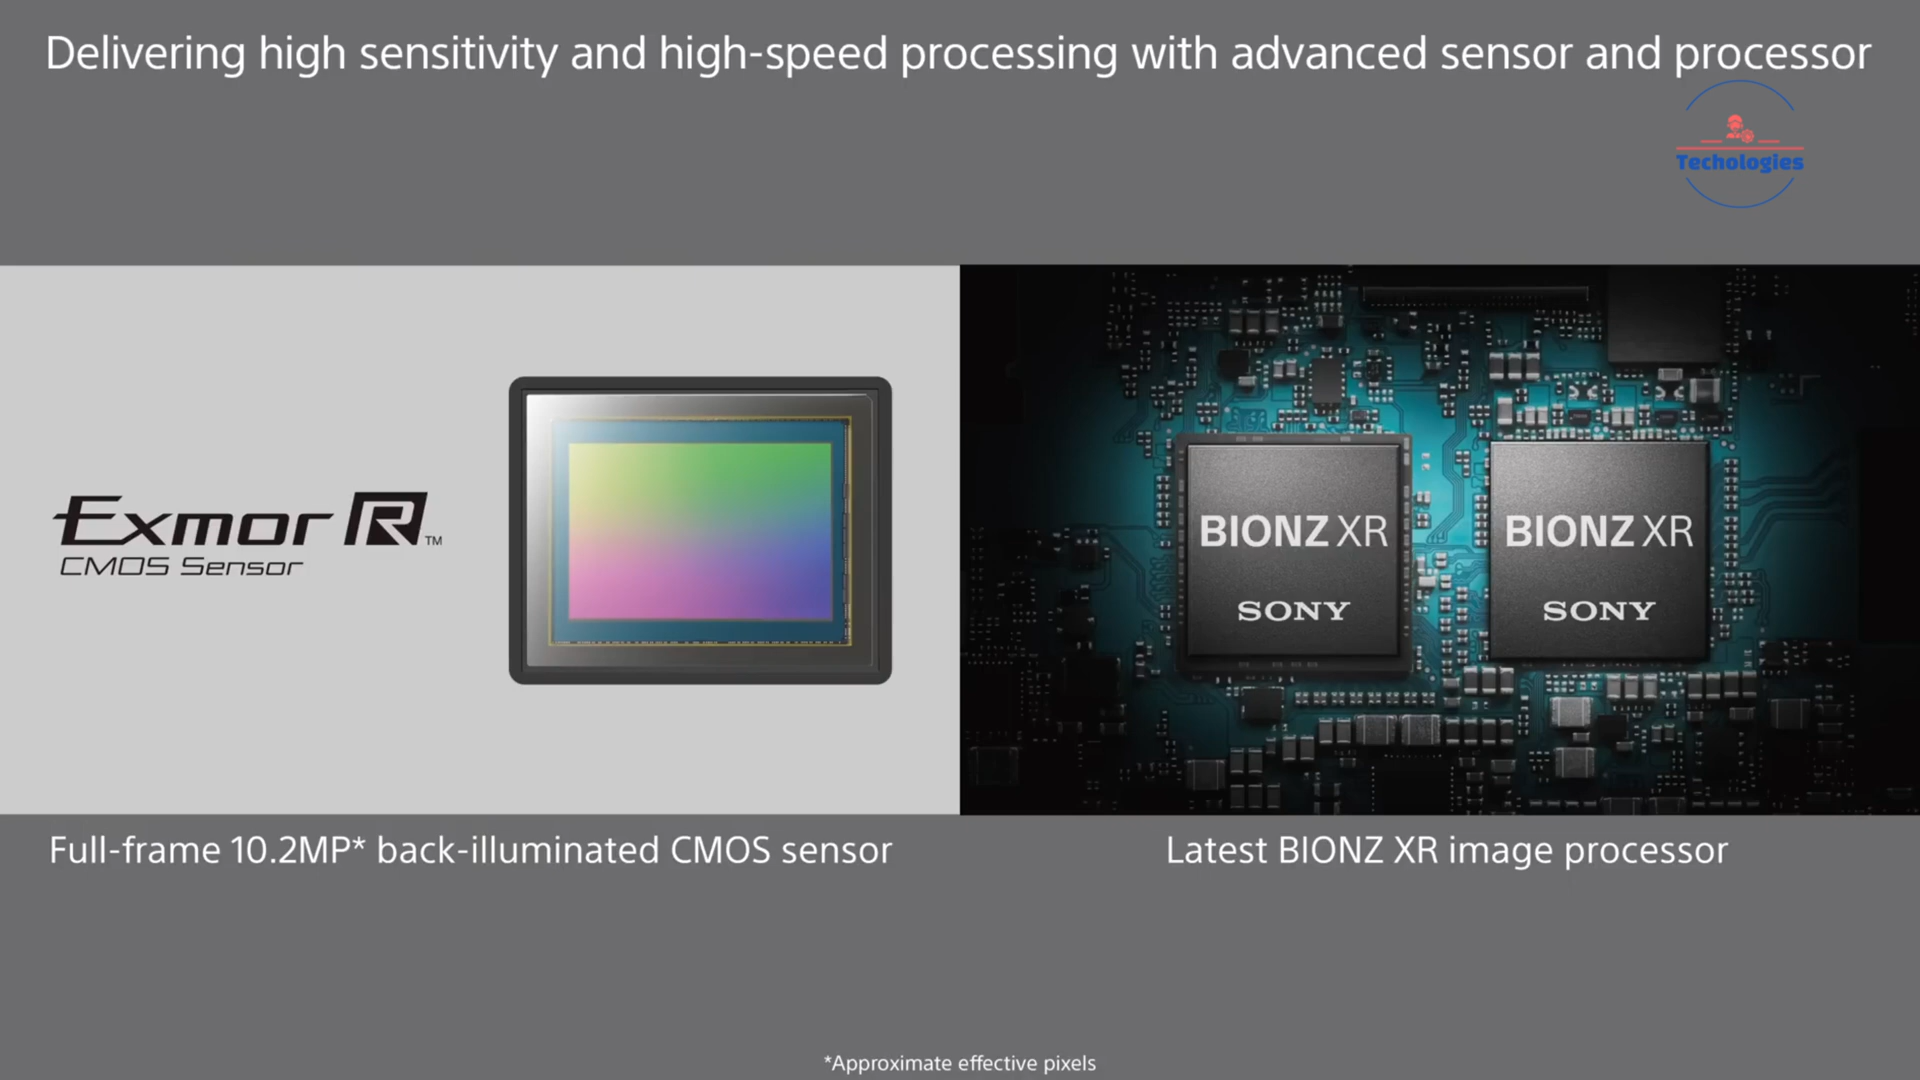 Delivering high sensitivity and high-speed processing with advanced sensor and processor
Techologies
Exmor R™
CMOS Sensor
BIONZ XR
SONY
BIONZ XR
SONY
Full-frame 10.2MP* back-illuminated CMOS sensor
Latest BIONZ XR image processor
*Approximate effective pixels